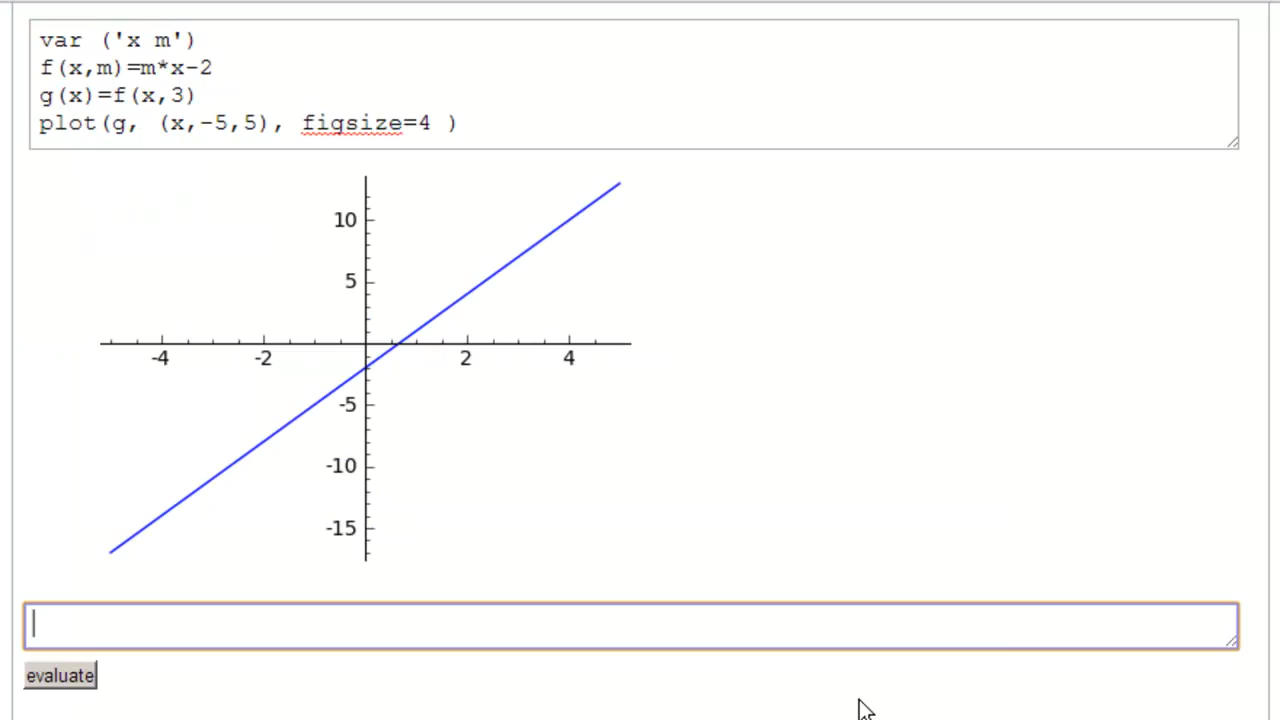 var ('x m')
f(x,m)=m*x-2
g(x)=f(x,3)
plot(g, (x,-5,5), figsize=4 )
10
5
-4 -2 2 4
-5
-10
-15
evaluate